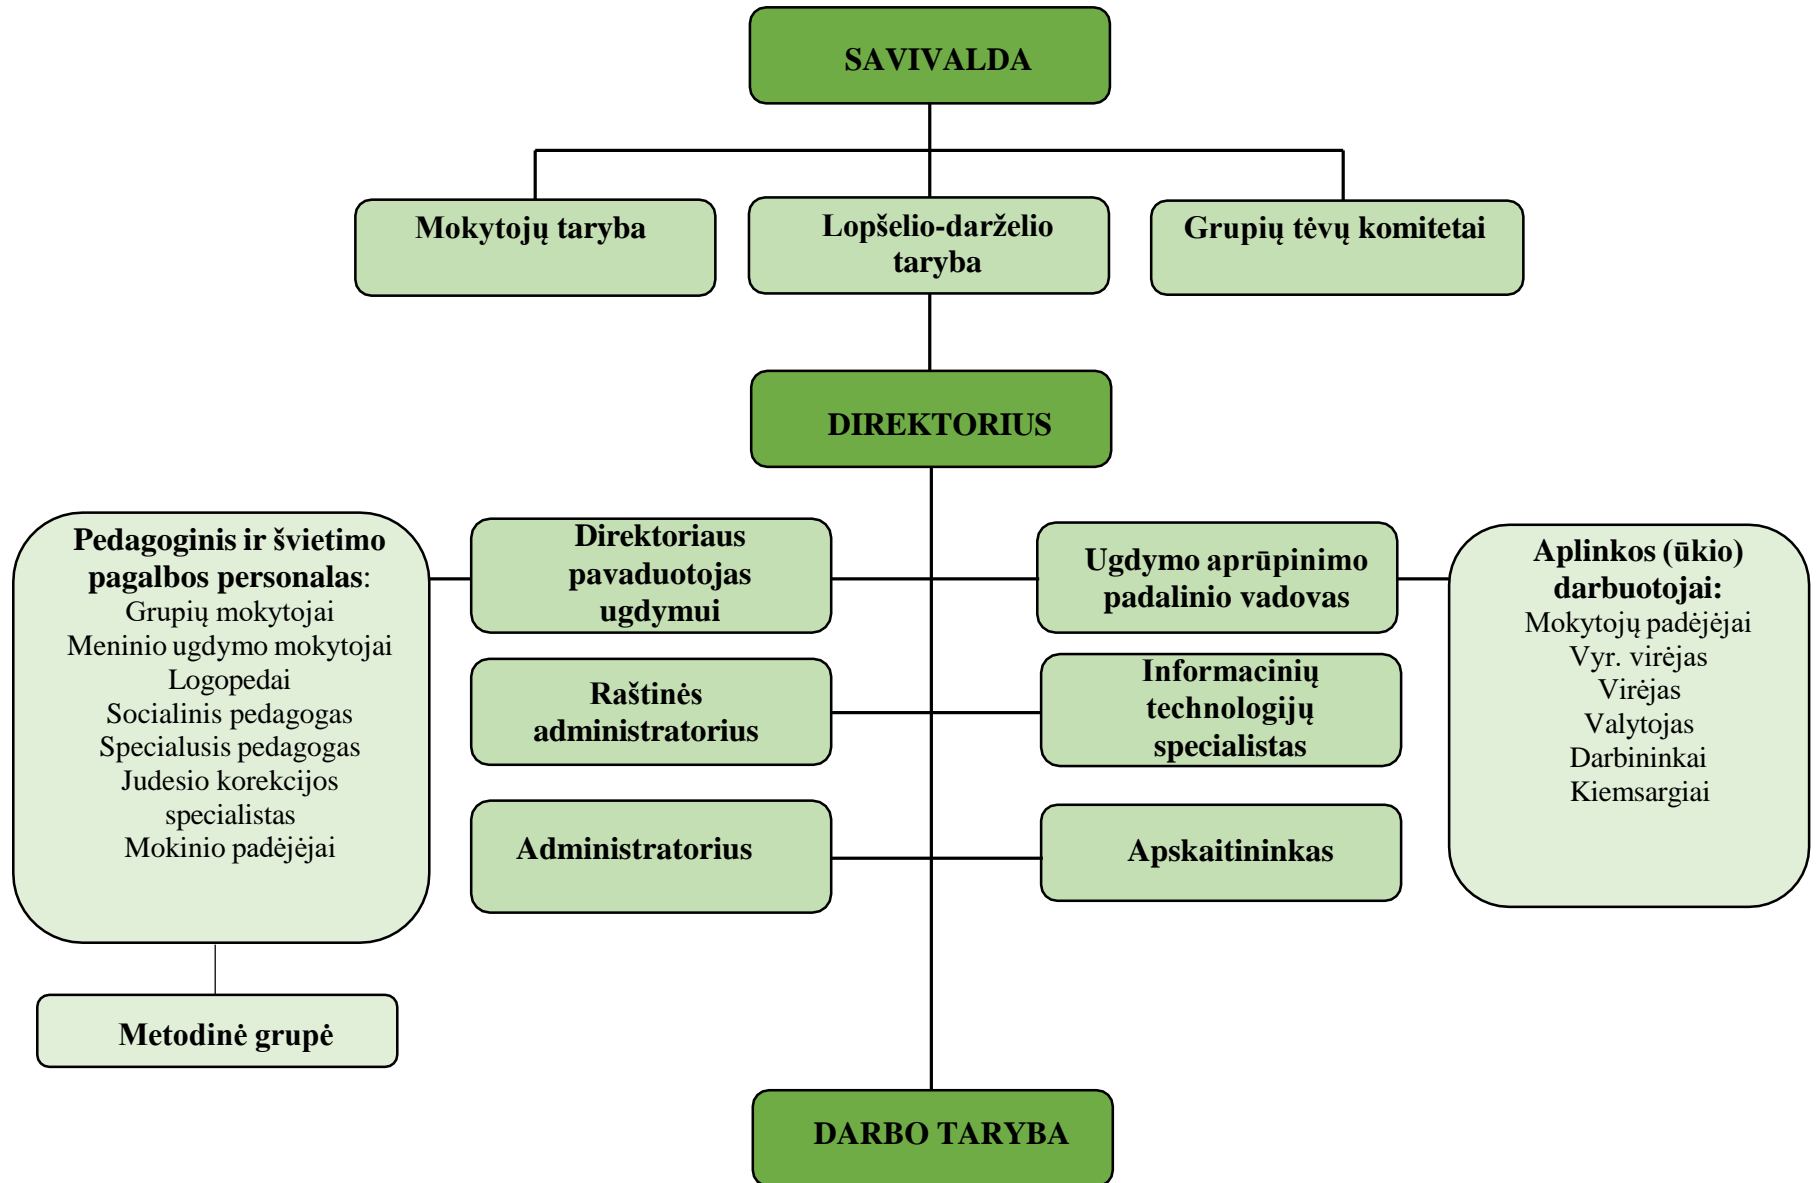 SAVIVALDA
Mokytojų taryba
Lopšelio-darželio
taryba
Grupių tėvų komitetai
DIREKTORIUS
Pedagoginis ir švietimo
pagalbos personalas:
Grupių mokytojai
Meninio ugdymo mokytojai
Logopedai
Socialinis pedagogas
Specialusis pedagogas
Judesio korekcijos
specialistas
Mokinio padėjėjai
Direktoriaus
pavaduotojas
ugdymui
Ugdymo aprūpinimo
padalinio vadovas
Aplinkos (ūkio)
darbuotojai:
Mokytojų padėjėjai
Vyr. virėjas
Virėjas
Valytojas
Darbininkai
Kiemsargiai
Raštinės
administratorius
Informacinių
technologijų
specialistas
Administratorius
Apskaitininkas
Metodinė grupė
DARBO TARYBA